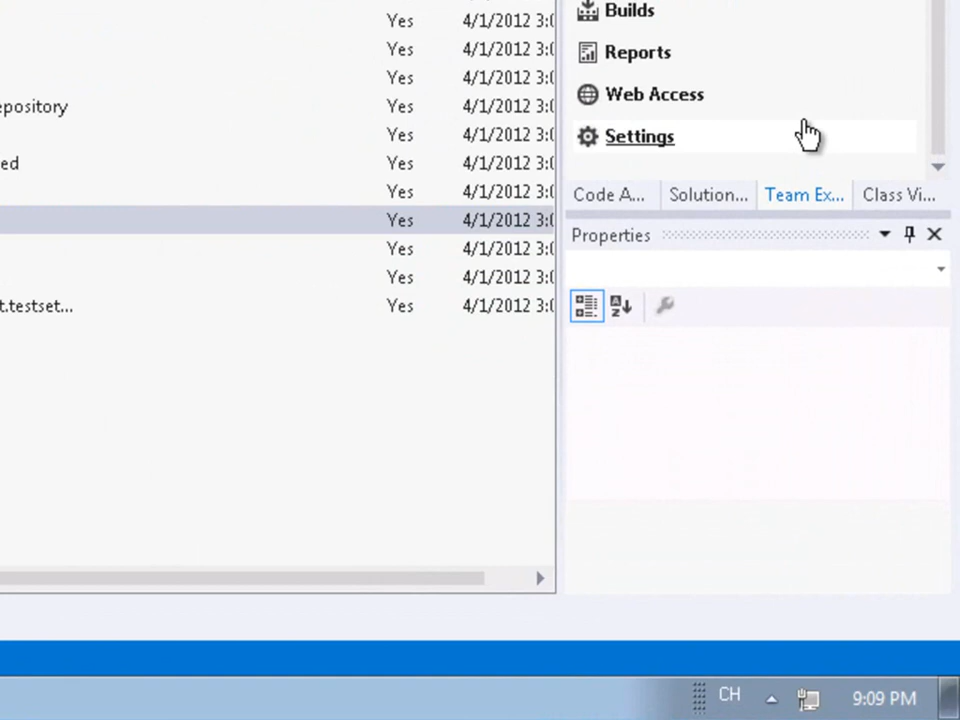 Yes 4/1/2012 3:0
Yes 4/1/2012 3:0
Yes 4/1/2012 3:0
epository Yes 4/1/2012 3:0
Yes 4/1/2012 3:0
ed Yes 4/1/2012 3:0
Yes 4/1/2012 3:0
Yes 4/1/2012 3:0
Yes 4/1/2012 3:0
Yes 4/1/2012 3:0
t.testset... Yes 4/1/2012 3:0
Builds
Reports
Web Access
Settings
Code A... Solution... Team Ex... Class Vi...
Properties
CH 9:09 PM